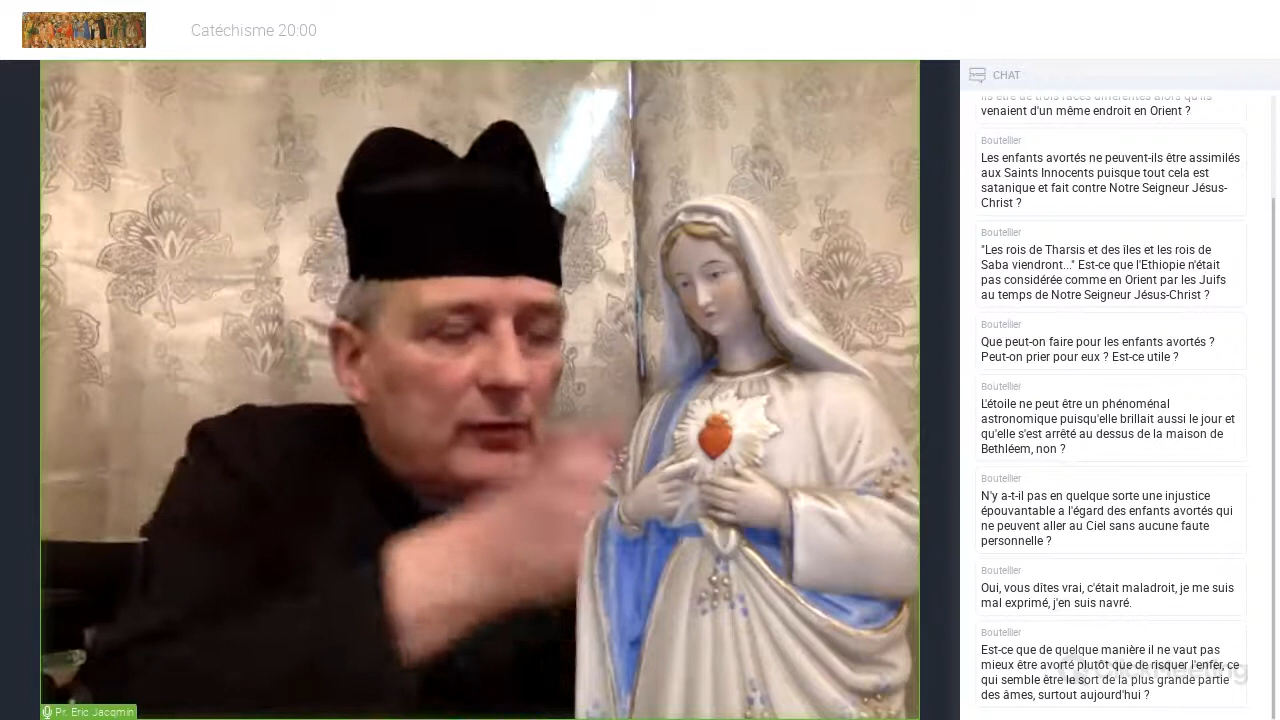 Catéchisme 20:00
CHAT
venaient d'un même endroit en Orient ?
Boutellier
Les enfants avortés ne peuvent-ils être assimilés
aux Saints Innocents puisque tout cela est
satanique et fait contre Notre Seigneur Jésus-
Christ ?
Boutellier
"Les rois de Tharsis et des îles et les rois de
Saba viendront..." Est-ce que l'Ethiopie n'était
pas considérée comme en Orient par les Juifs
au temps de Notre Seigneur Jésus-Christ ?
Boutellier
Que peut-on faire pour les enfants avortés ?
Peut-on prier pour eux ? Est-ce utile ?
Boutellier
L'étoile ne peut être un phénoménal
astronomique puisqu'elle brillait aussi le jour et
qu'elle s'est arrêté au dessus de la maison de
Bethléem, non ?
Boutellier
N'y a-t-il pas en quelque sorte une injustice
épouvantable a l'égard des enfants avortés qui
ne peuvent aller au Ciel sans aucune faute
personnelle ?
Boutellier
Oui, vous dîtes vrai, c'était maladroit, je me suis
mal exprimé, j'en suis navré.
Boutellier
Est-ce que de quelque manière il ne vaut pas
mieux être avorté plutôt que de risquer l'enfer, ce
qui semble être le sort de la plus grande partie
des âmes, surtout aujourd'hui ?
Pr. Eric Jacqmin